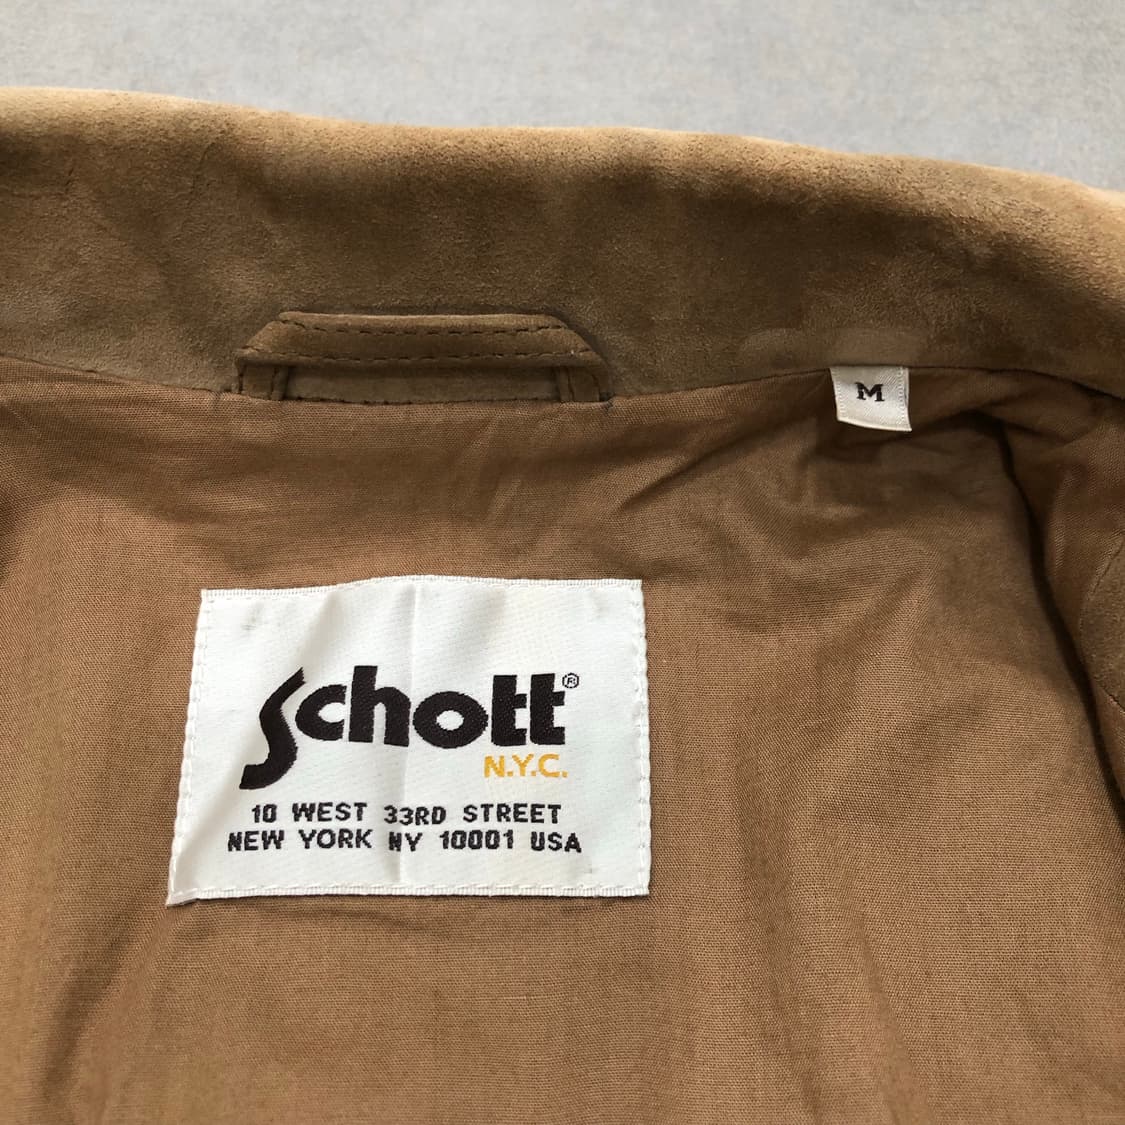 M
Schott®
N.Y.C.
10 WEST 33RD STREET
NEW YORK NY 10001 USA